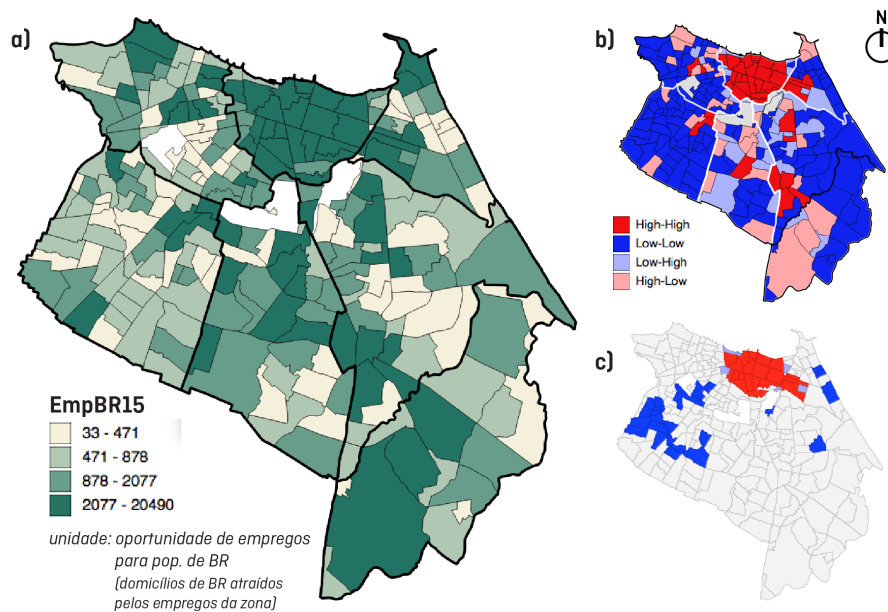 a)
EmpBR15
33 - 471
471 - 878
878 - 2077
2077 - 20490
unidade: oportunidade de empregos
para pop. de BR
(domicílios de BR atraídos
pelos empregos da zona)
b)
N
High-High
Low-Low
Low-High
High-Low
c)